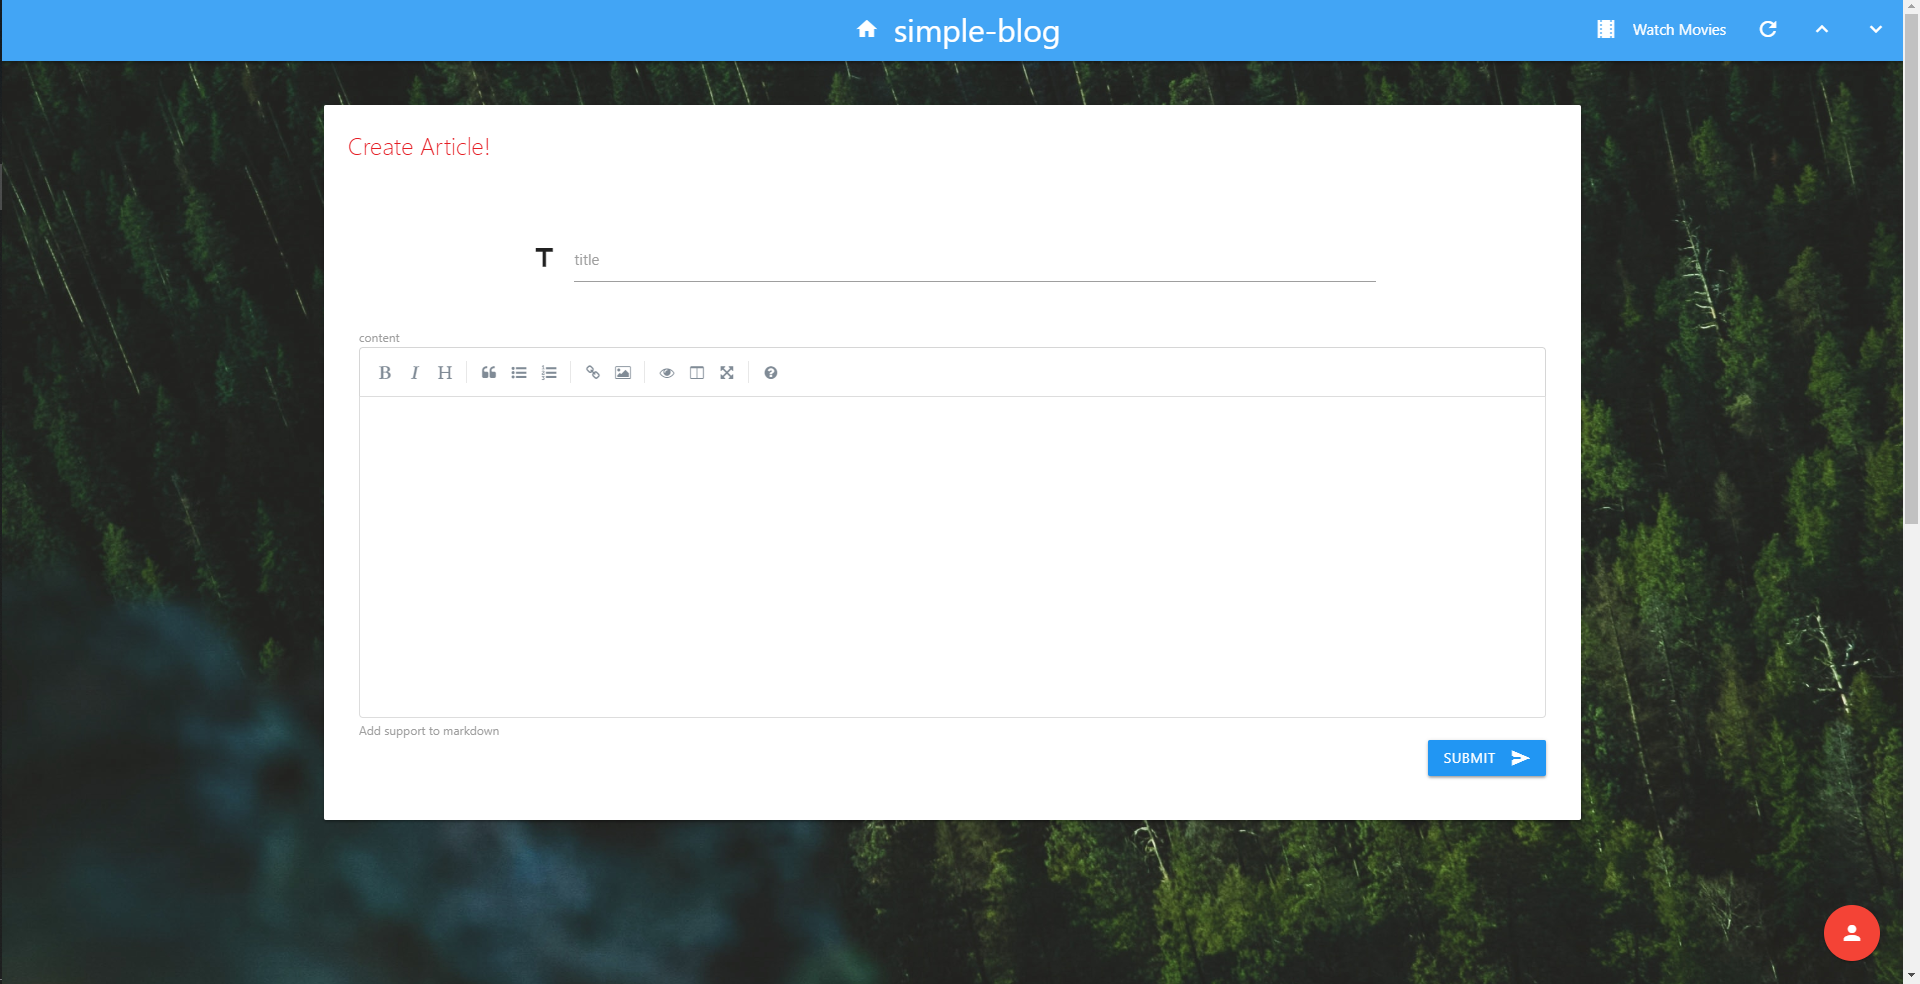 simple-blog
Watch Movies
Create Article!
title
content
B I H
Add support to markdown
SUBMIT